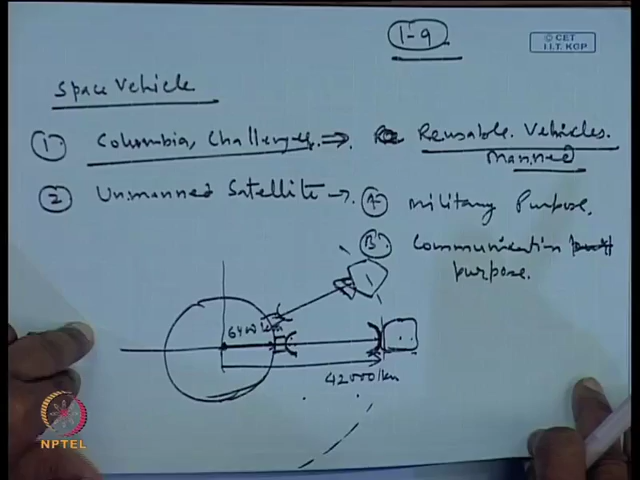 1-9
© CET
I.I.T. KGP
Space Vehicle
1. Columbia, Challenger. ⇒ Reusable Vehicles.
Manned
2 Unmanned Satellite → A. Military Purpose.
B. Communication
purpose.
6400 km
42000 km
NPTEL